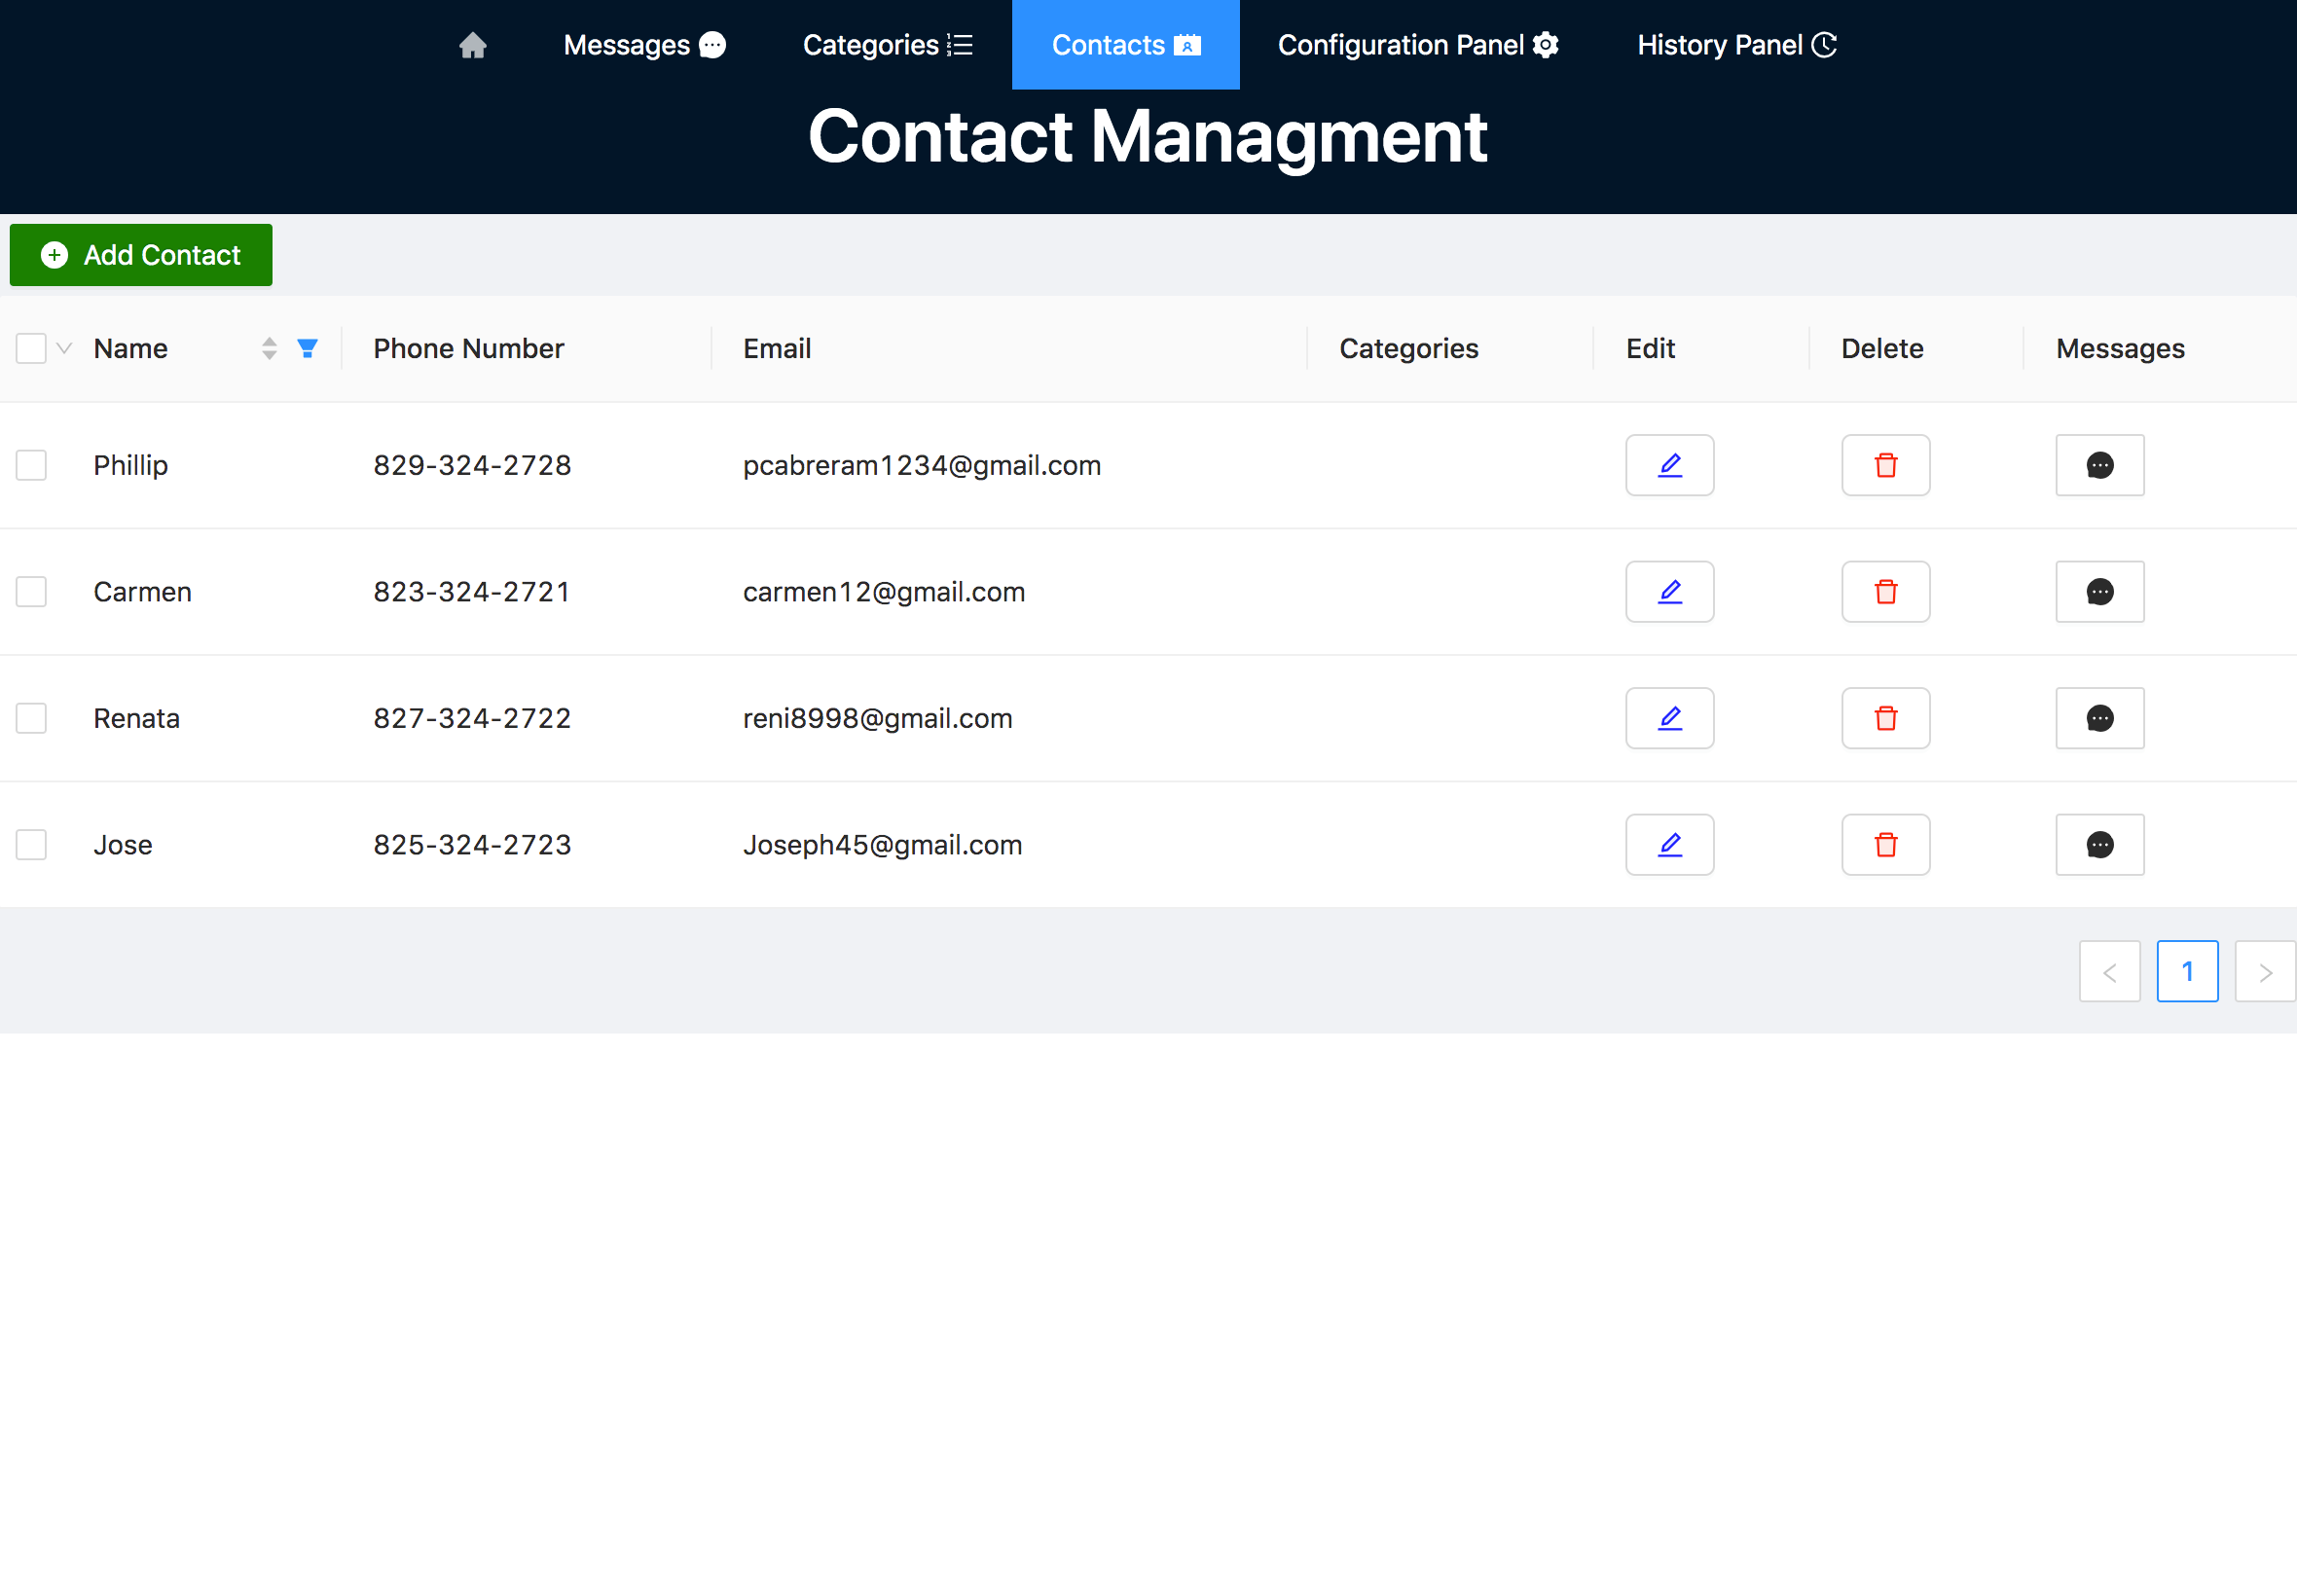 Messages Categories Contacts Configuration Panel History Panel
Contact Managment
Add Contact
Name Phone Number Email Categories Edit Delete Messages
Phillip 829-324-2728 pcabreram1234@gmail.com
Carmen 823-324-2721 carmen12@gmail.com
Renata 827-324-2722 reni8998@gmail.com
Jose 825-324-2723 Joseph45@gmail.com
< 1 >